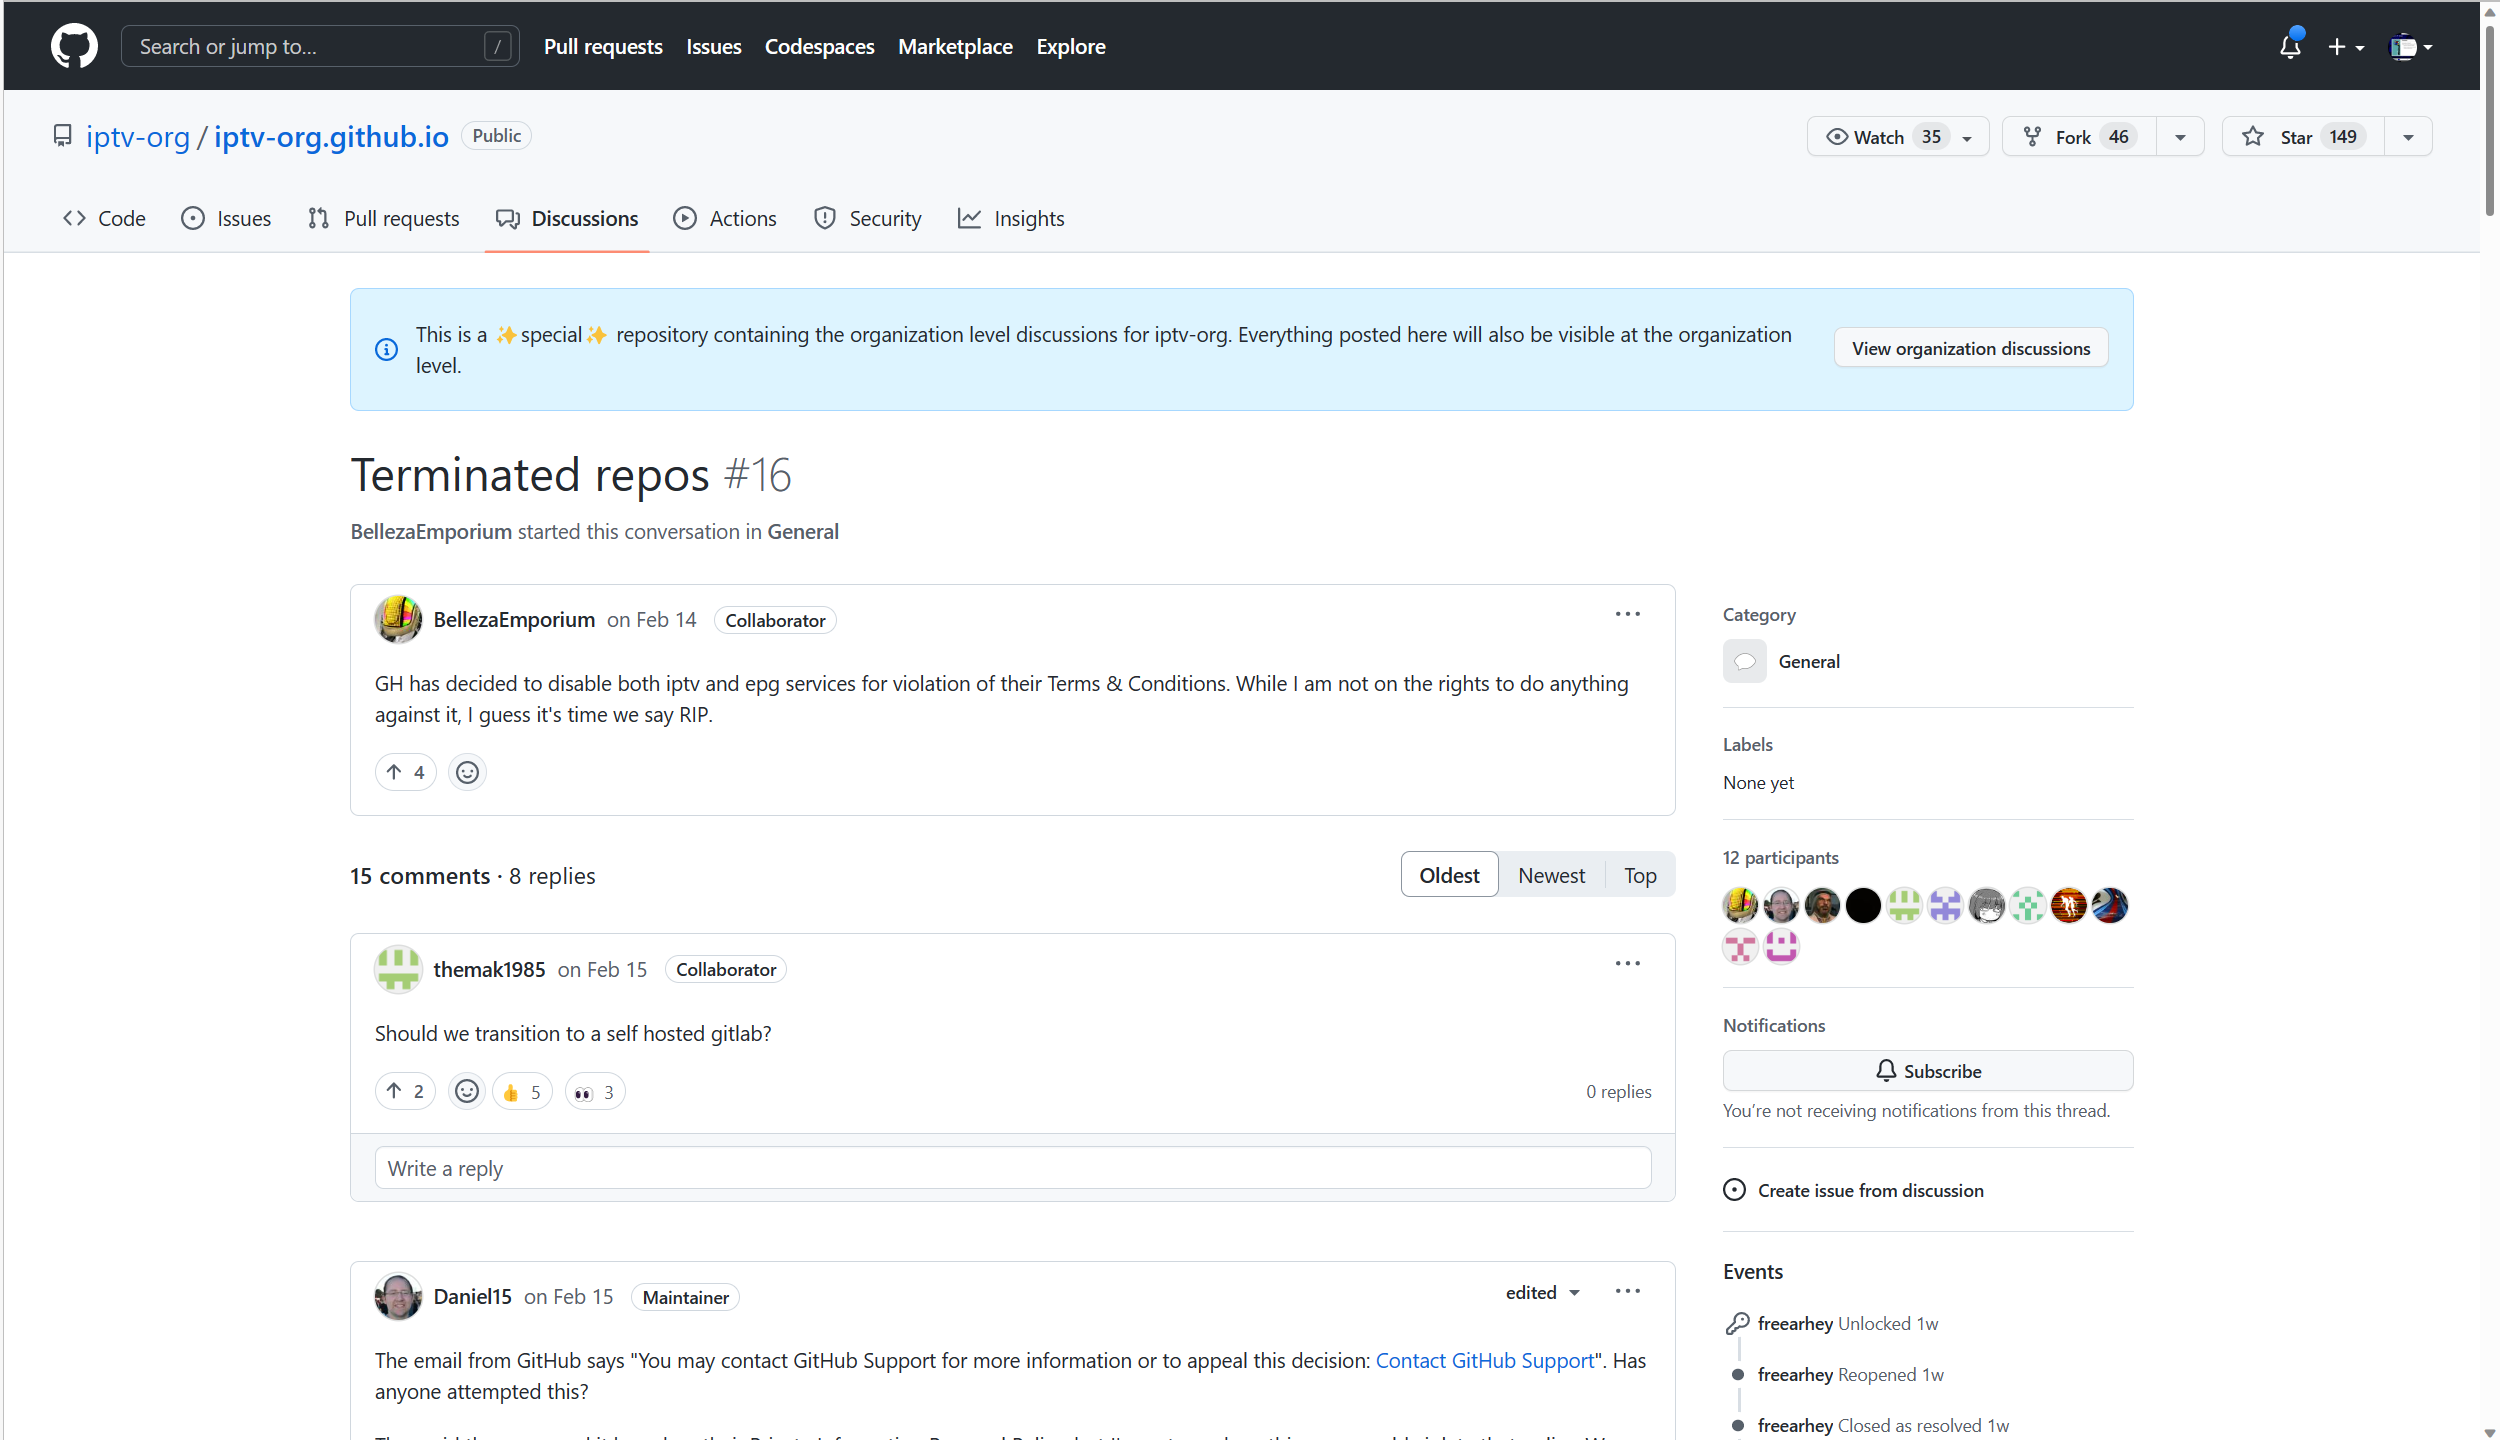 Search or jump to...
/
Pull requests
Issues
Codespaces
Marketplace
Explore
iptv-org / iptv-org.github.io
Public
Watch 35
Fork 46
Star 149
Code
Issues
Pull requests
Discussions
Actions
Security
Insights
This is a ✨special✨ repository containing the organization level discussions for iptv-org. Everything posted here will also be visible at the organization
level.
View organization discussions
Terminated repos #16
BellezaEmporium started this conversation in General
BellezaEmporium on Feb 14 Collaborator
GH has decided to disable both iptv and epg services for violation of their Terms & Conditions. While I am not on the rights to do anything
against it, I guess it's time we say RIP.
4
15 comments · 8 replies
Oldest
Newest
Top
themak1985 on Feb 15 Collaborator
Should we transition to a self hosted gitlab?
2
👍 5
👀 3
0 replies
Write a reply
Daniel15 on Feb 15 Maintainer
edited
The email from GitHub says "You may contact GitHub Support for more information or to appeal this decision: Contact GitHub Support". Has
anyone attempted this?
Category
General
Labels
None yet
12 participants
Notifications
Subscribe
You’re not receiving notifications from this thread.
Create issue from discussion
Events
freearhey Unlocked 1w
freearhey Reopened 1w
freearhey Closed as resolved 1w